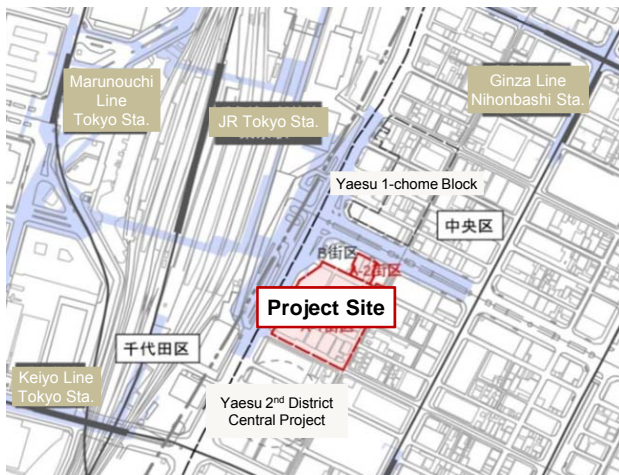 Marunouchi
Line
Tokyo Sta.
JR Tokyo Sta.
Ginza Line
Nihonbashi Sta.
Yaesu 1-chome Block
中央区
B街区
A-2街区
Project Site
千代田区
Keiyo Line
Tokyo Sta.
Yaesu 2nd District
Central Project